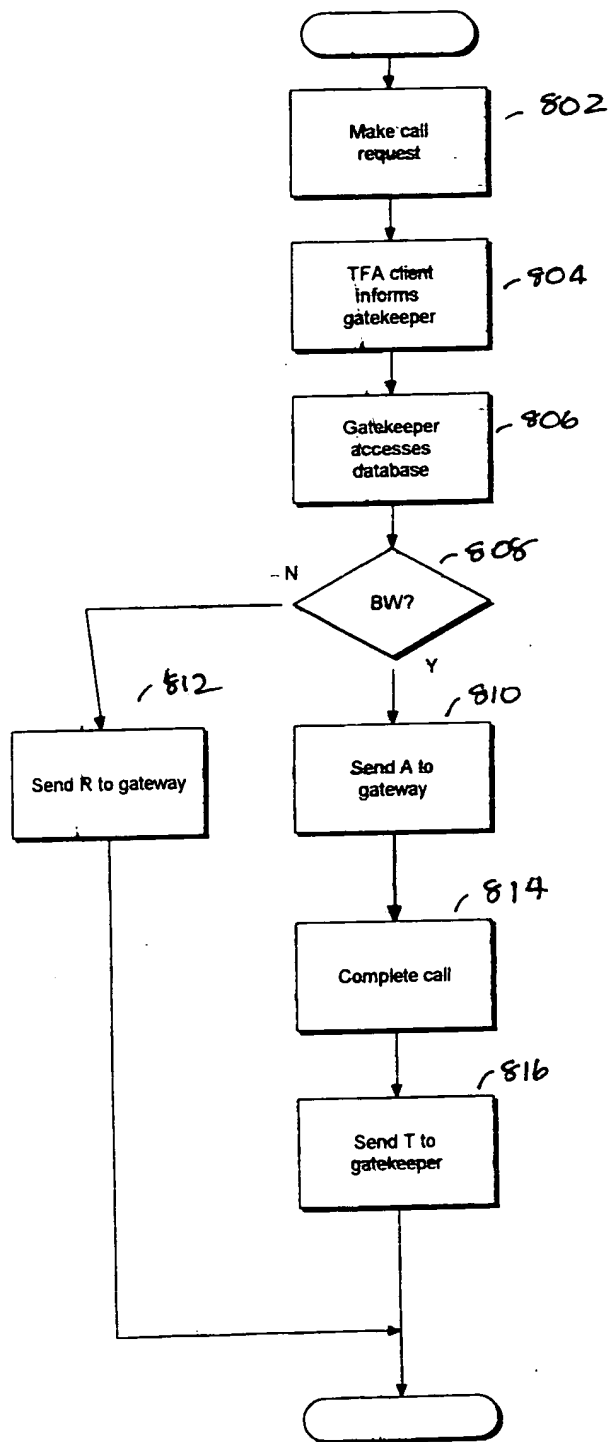 Make call
request
802
TFA client
informs
gatekeeper
804
Gatekeeper
accesses
database
806
808
N
BW?
Y
812
810
Send R to gateway
Send A to
gateway
814
Complete call
816
Send T to
gatekeeper